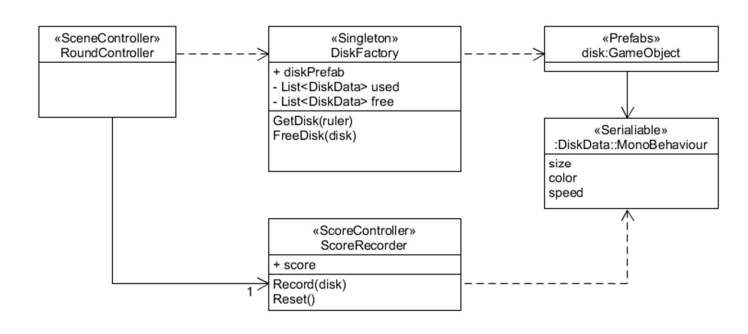 «SceneController»
RoundController
«Singleton»
DiskFactory
+ diskPrefab
- List<DiskData> used
- List<DiskData> free
GetDisk(ruler)
FreeDisk(disk)
«Prefabs»
disk:GameObject
«Serialiable»
:DiskData::MonoBehaviour
size
color
speed
«ScoreController»
ScoreRecorder
+ score
Record(disk)
Reset()
1